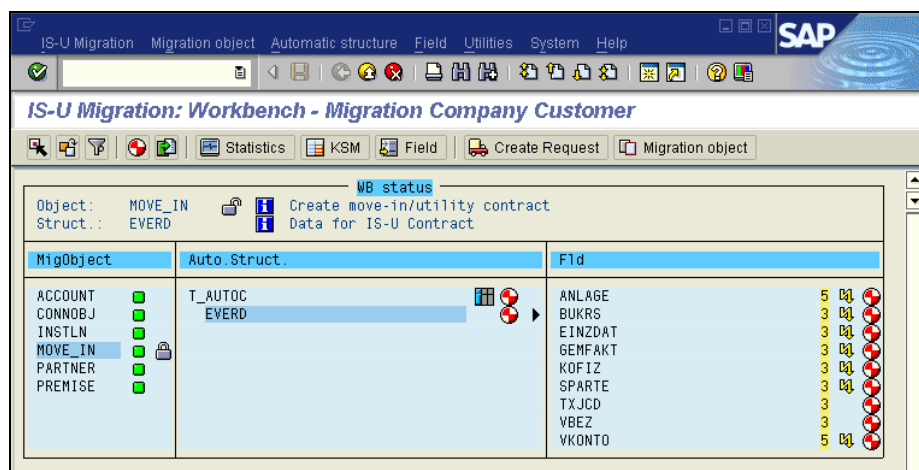 IS-U Migration Migration object Automatic structure Field Utilities System Help
SAP
IS-U Migration: Workbench - Migration Company Customer
Statistics KSM Field Create Request Migration object
WB status
Object: MOVE_IN Create move-in/utility contract
Struct.: EVERD Data for IS-U Contract
MigObject Auto.Struct. Fld
ACCOUNT T_AUTOC ANLAGE 5
CONNOBJ EVERD BUKRS 3
INSTLN EINZDAT 3
MOVE_IN GEMFAKT 3
PARTNER KOFIZ 3
PREMISE SPARTE 3
TXJCD 3
VBEZ 3
VKONTO 5